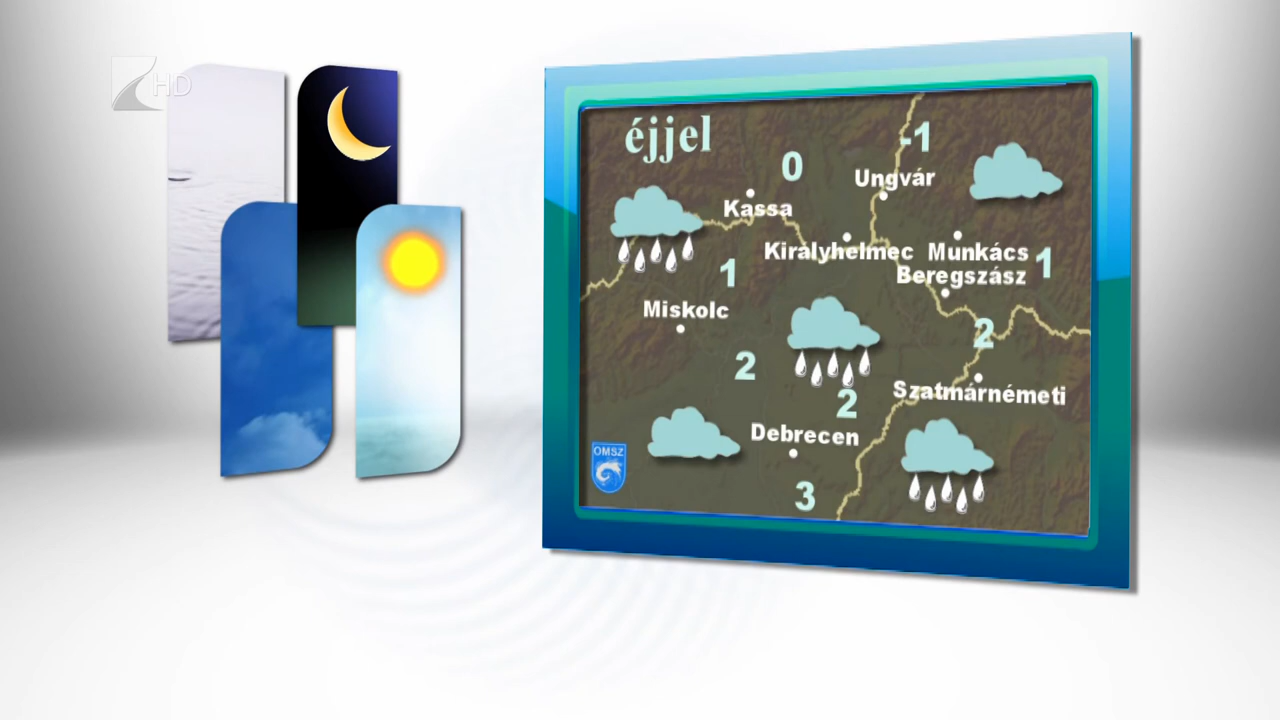 HD
éjjel
-1
0
Ungvár
Kassa
Királyhelmec
Munkács
1
Beregszász
1
Miskolc
2
2
Szatmárnémeti
2
Debrecen
OMSZ
3